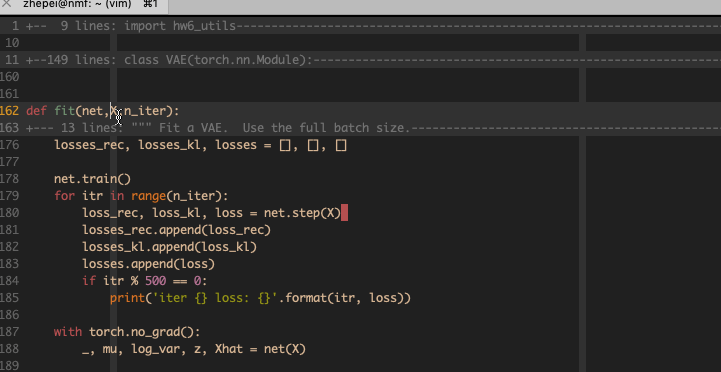 zhepei@nmf: ~ (vim) ⌘1
1 +--  9 lines: import hw6_utils
10
11 +--149 lines: class VAE(torch.nn.Module):
160
161
162 def fit(net,X,n_iter):
163 +--- 13 lines: """ Fit a VAE.  Use the full batch size.
176     losses_rec, losses_kl, losses = [], [], []
177
178     net.train()
179     for itr in range(n_iter):
180         loss_rec, loss_kl, loss = net.step(X)
181         losses_rec.append(loss_rec)
182         losses_kl.append(loss_kl)
183         losses.append(loss)
184         if itr % 500 == 0:
185             print('iter {} loss: {}'.format(itr, loss))
186
187     with torch.no_grad():
188         _, mu, log_var, z, Xhat = net(X)
189